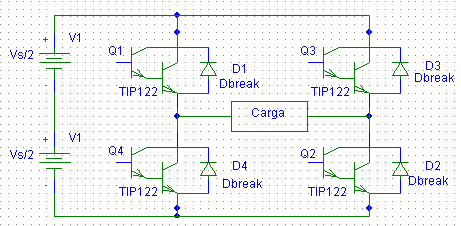 + V1
Vs/2
Q1
TIP122
D1
Dbreak
Q3
TIP122
D3
Dbreak
Carga
+ V1
Vs/2
Q4
TIP122
D4
Dbreak
Q2
TIP122
D2
Dbreak